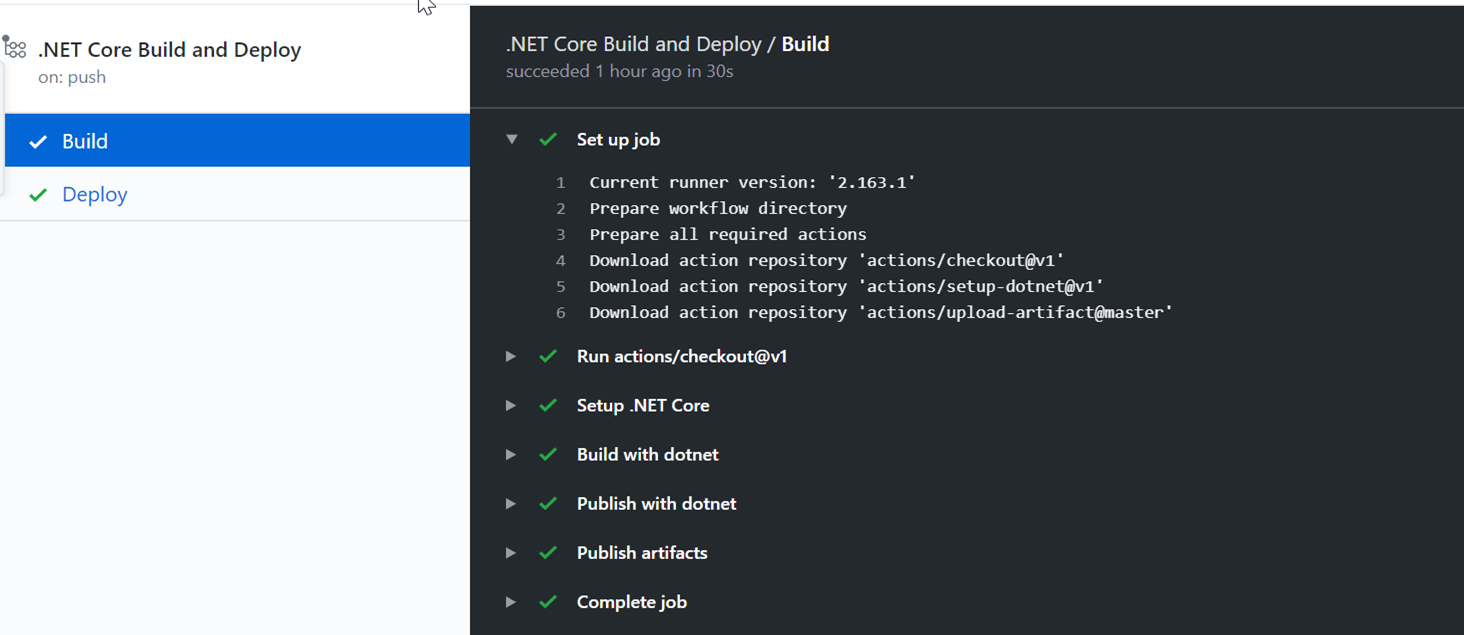 .NET Core Build and Deploy
on: push
Build
Deploy
.NET Core Build and Deploy / Build
succeeded 1 hour ago in 30s
Set up job
1 Current runner version: '2.163.1'
2 Prepare workflow directory
3 Prepare all required actions
4 Download action repository 'actions/checkout@v1'
5 Download action repository 'actions/setup-dotnet@v1'
6 Download action repository 'actions/upload-artifact@master'
Run actions/checkout@v1
Setup .NET Core
Build with dotnet
Publish with dotnet
Publish artifacts
Complete job